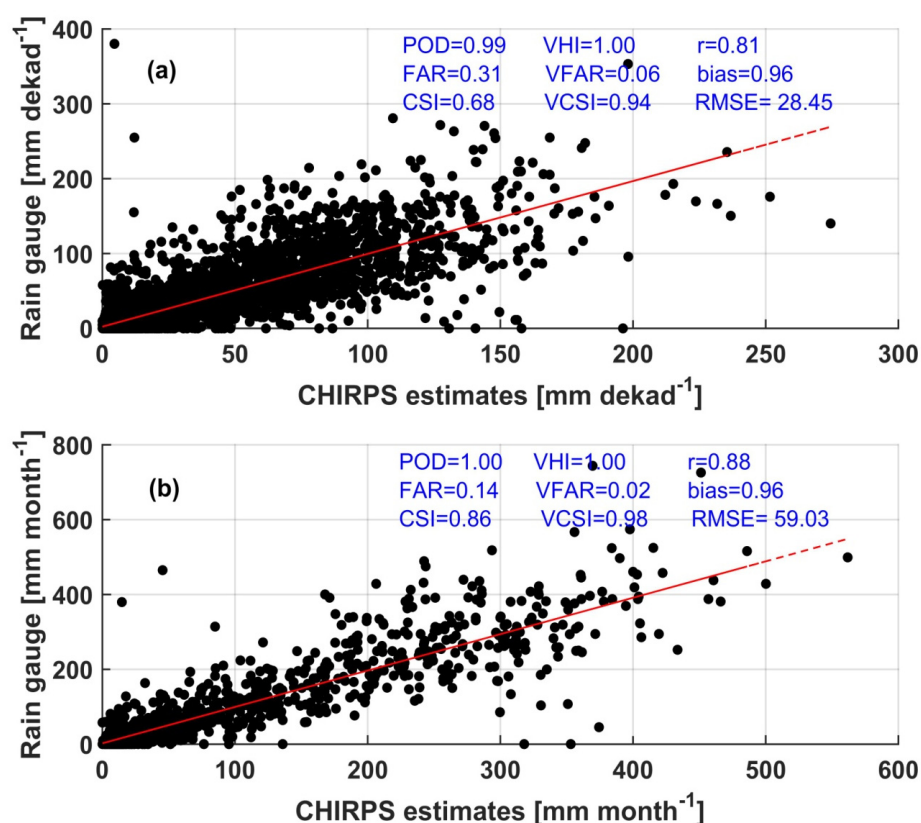 400
300
200
100
0
Rain gauge [mm dekad⁻¹]
(a)
POD=0.99 VHI=1.00 r=0.81
FAR=0.31 VFAR=0.06 bias=0.96
CSI=0.68 VCSI=0.94 RMSE= 28.45
0 50 100 150 200 250 300
CHIRPS estimates [mm dekad⁻¹]
800
600
400
200
0
Rain gauge [mm month⁻¹]
(b)
POD=1.00 VHI=1.00 r=0.88
FAR=0.14 VFAR=0.02 bias=0.96
CSI=0.86 VCSI=0.98 RMSE= 59.03
0 100 200 300 400 500 600
CHIRPS estimates [mm month⁻¹]